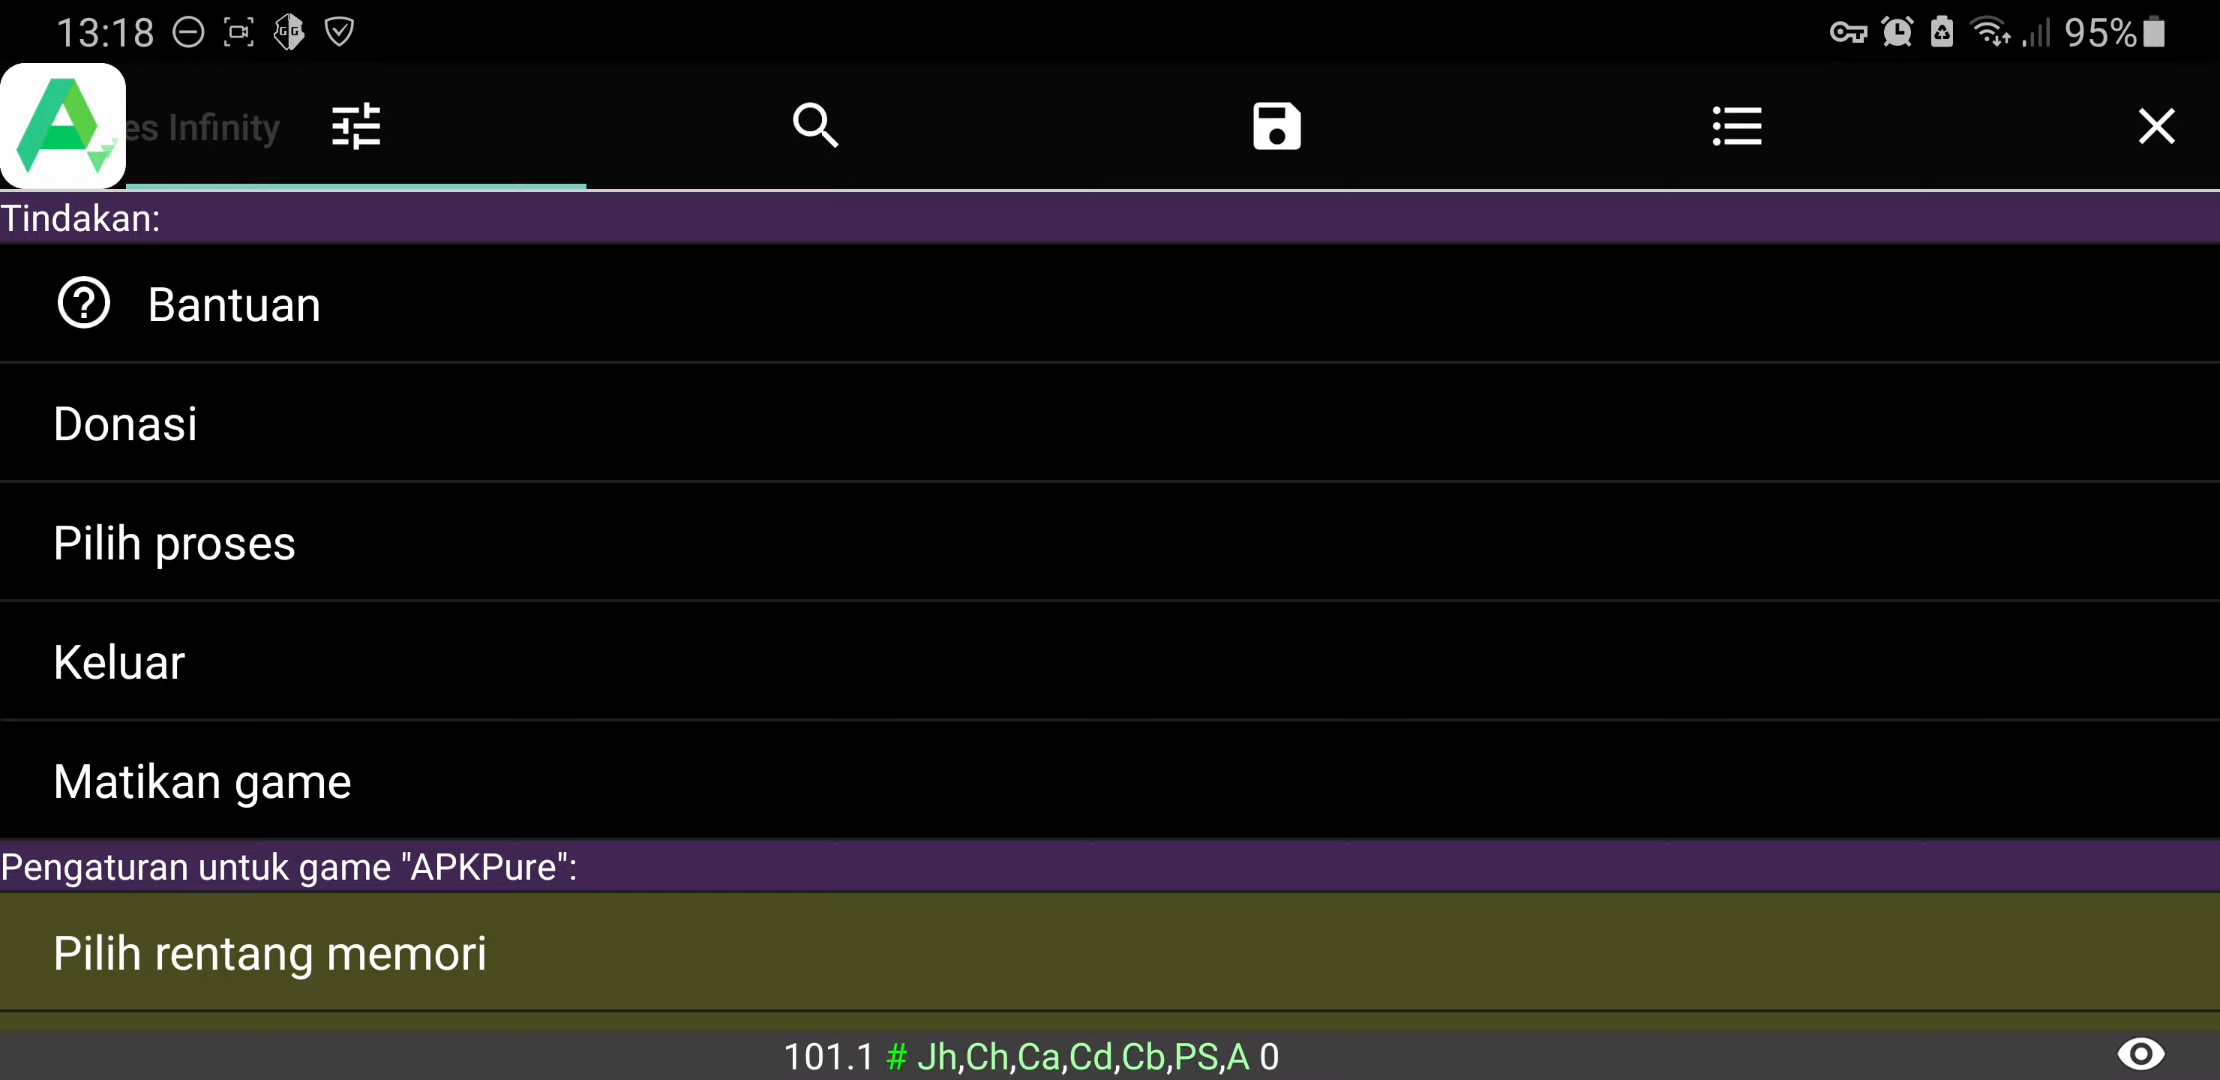 13:18 95%
es Infinity
Tindakan:
Bantuan
Donasi
Pilih proses
Keluar
Matikan game
Pengaturan untuk game "APKPure":
Pilih rentang memori
101.1 # Jh,Ch,Ca,Cd,Cb,PS,A 0